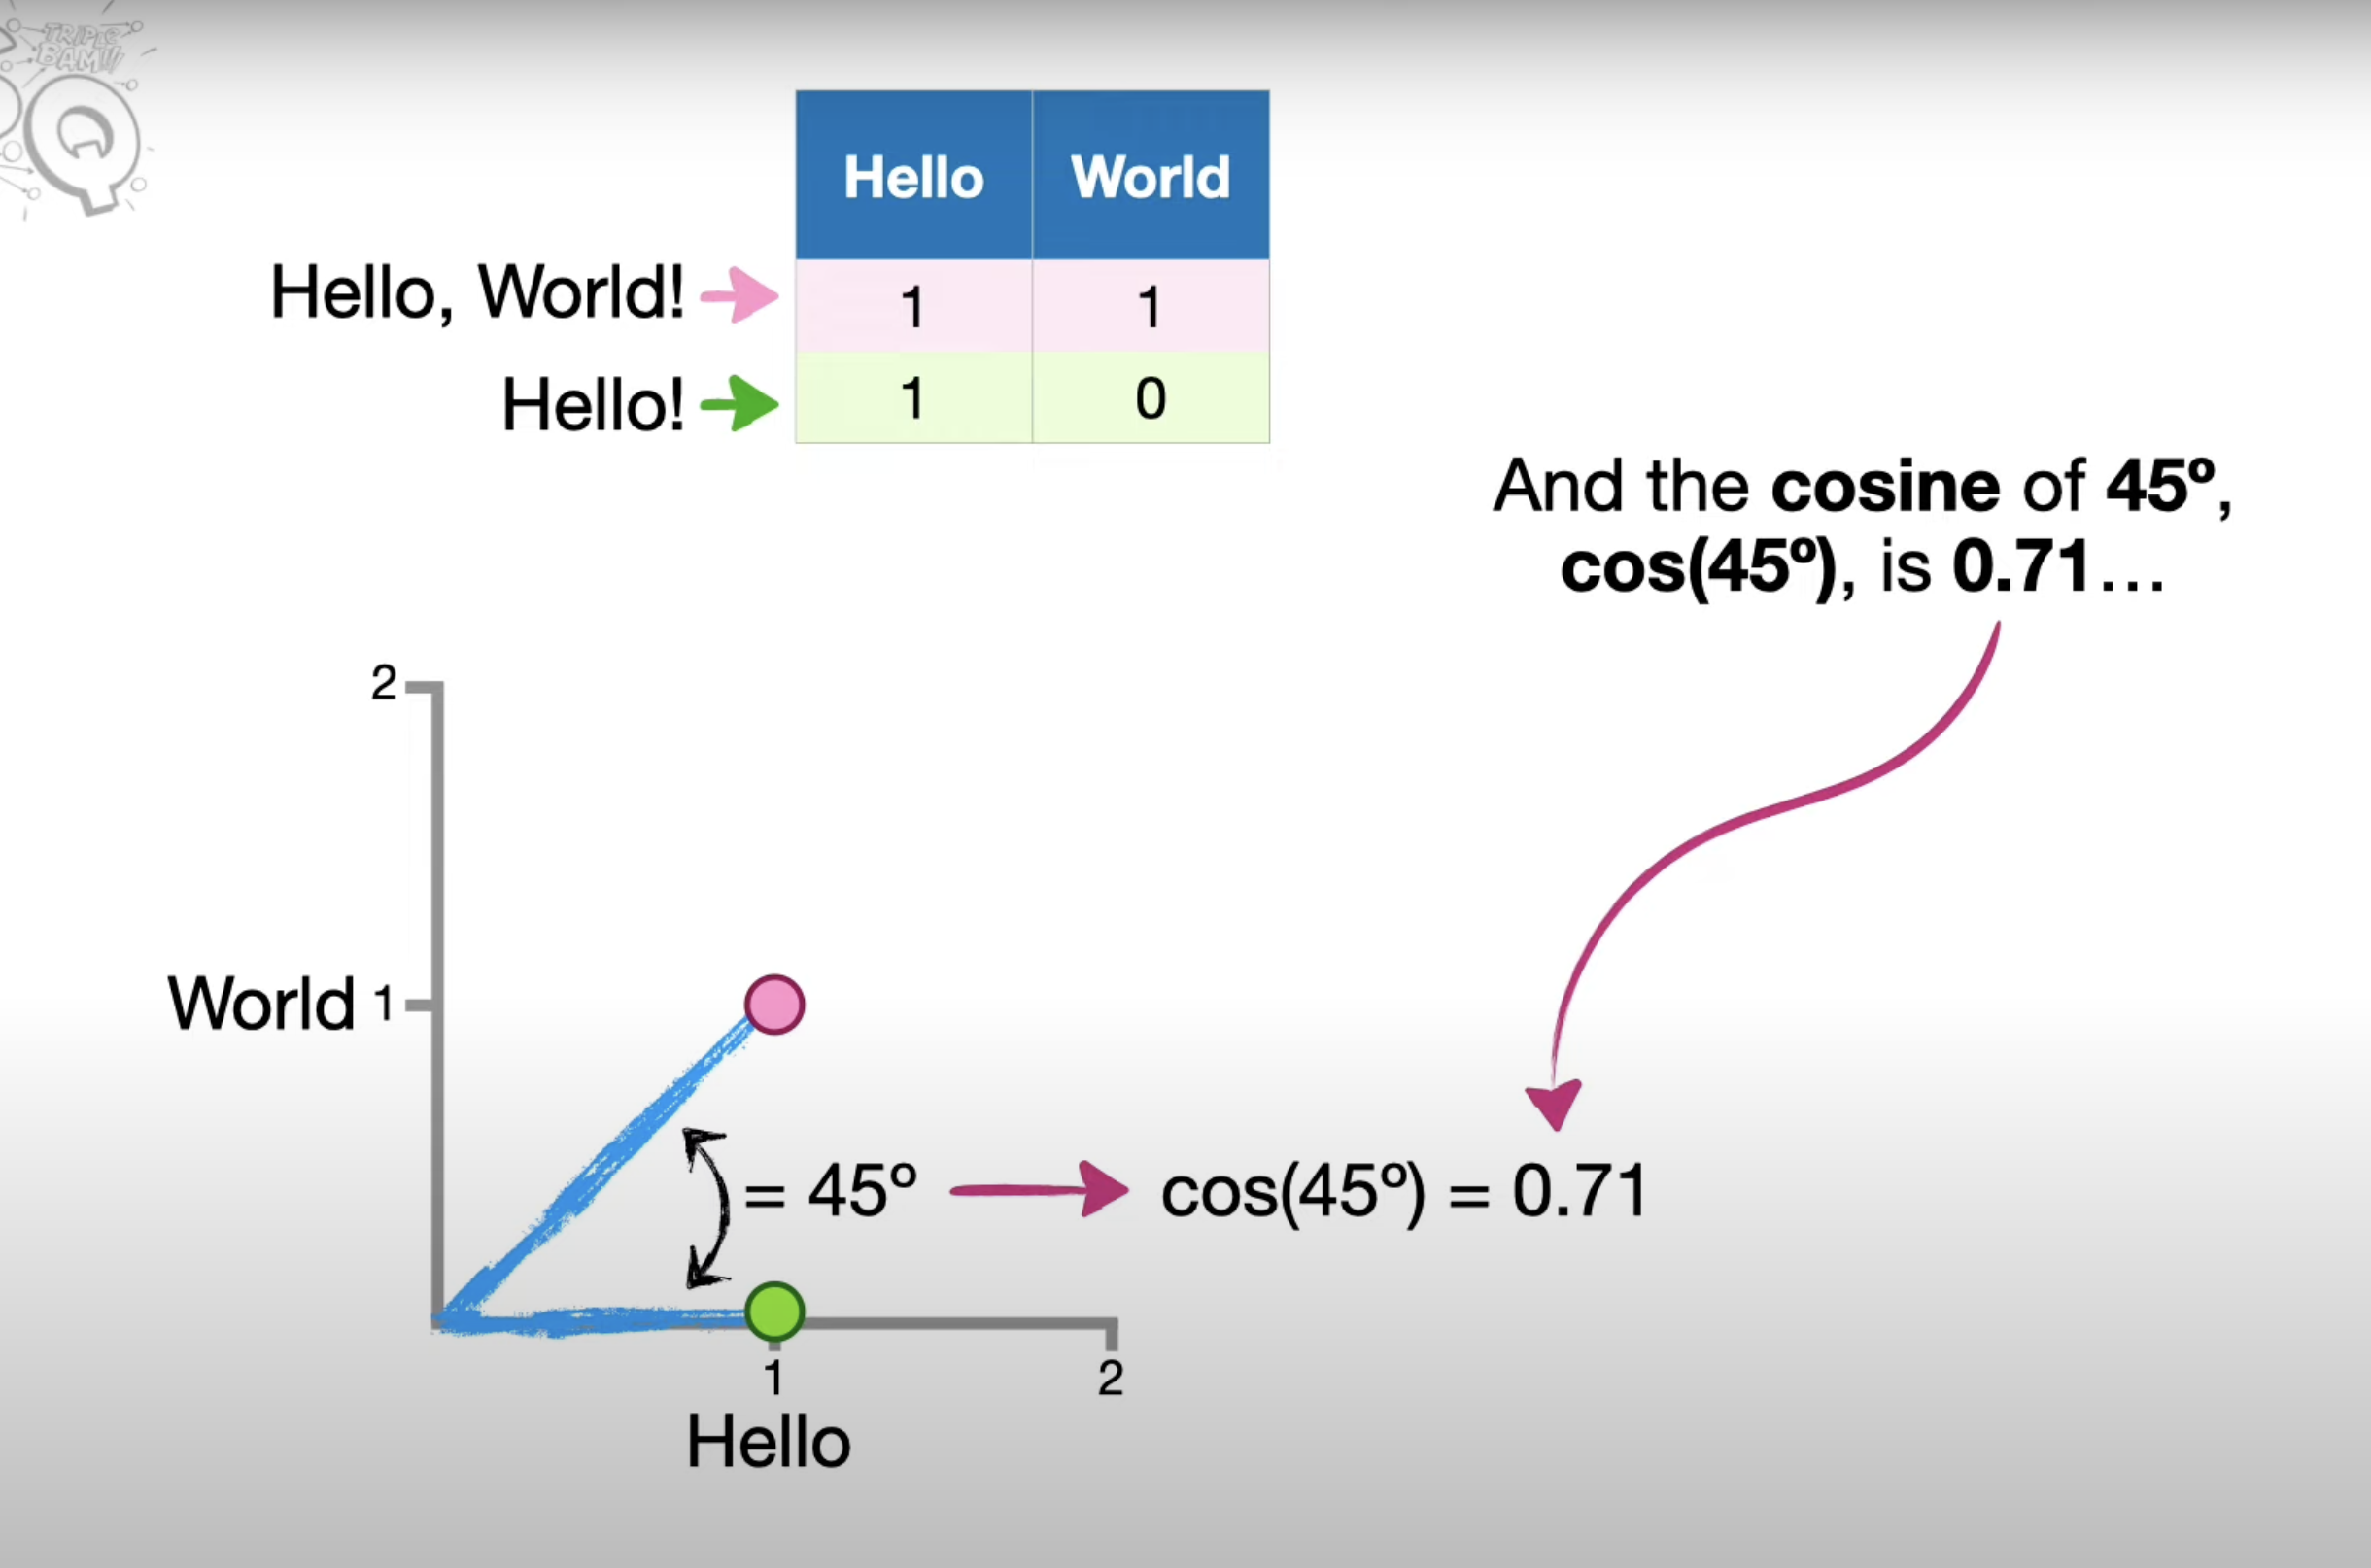 TRIPLE
BAM!!!
Q
Hello World
Hello, World! 1 1
Hello! 1 0
And the cosine of 45º,
cos(45º), is 0.71…
2
World 1
= 45º cos(45º) = 0.71
1 2
Hello